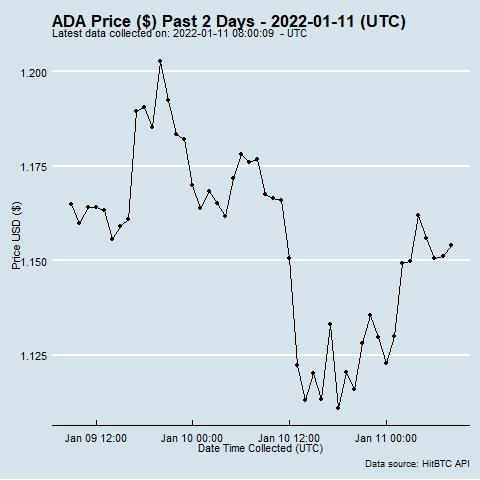 ADA Price ($) Past 2 Days - 2022-01-11 (UTC)
Latest data collected on: 2022-01-11 08:00:09  - UTC
1.200
1.175
1.150
1.125
Price USD ($)
Jan 09 12:00
Jan 10 00:00
Jan 10 12:00
Jan 11 00:00
Date Time Collected (UTC)
Data source: HitBTC API